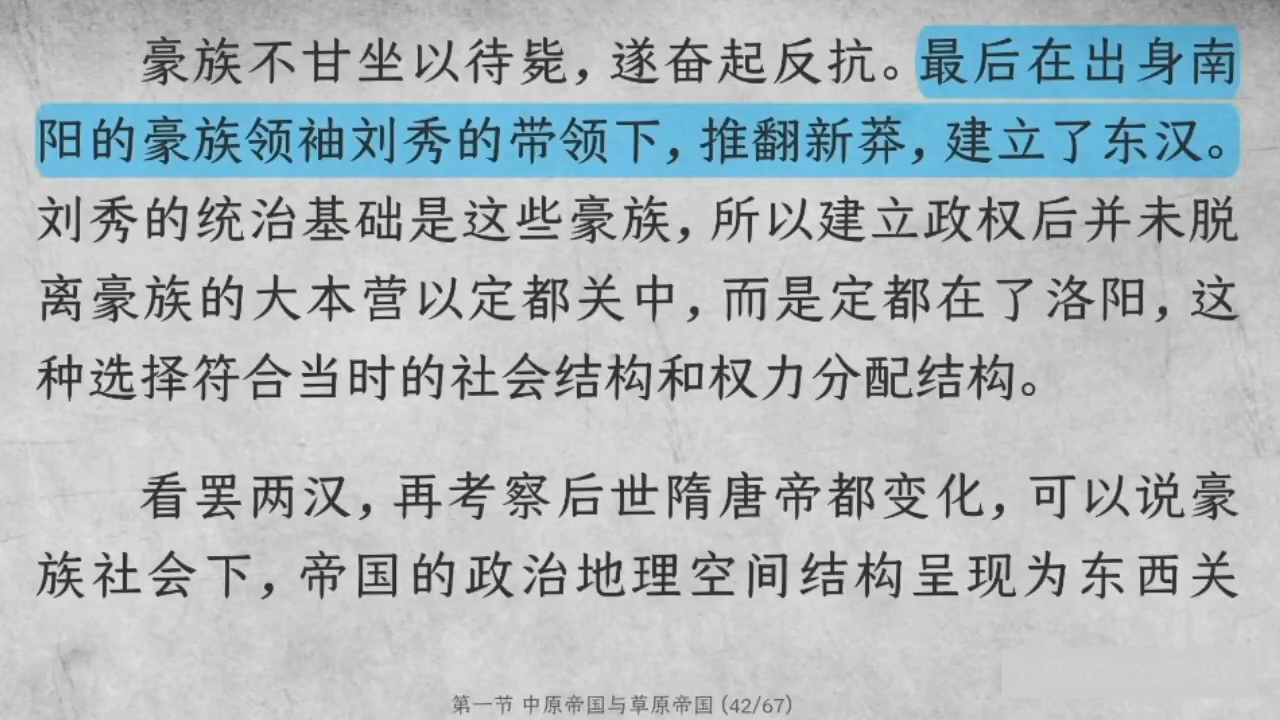 豪族不甘坐以待毙，遂奋起反抗。最后在出身南
阳的豪族领袖刘秀的带领下，推翻新莽，建立了东汉。
刘秀的统治基础是这些豪族，所以建立政权后并未脱
离豪族的大本营以定都关中，而是定都在了洛阳，这
种选择符合当时的社会结构和权力分配结构。
看罢两汉，再考察后世隋唐帝都变化，可以说豪
族社会下，帝国的政治地理空间结构呈现为东西关
第一节 中原帝国与草原帝国 (42/67)